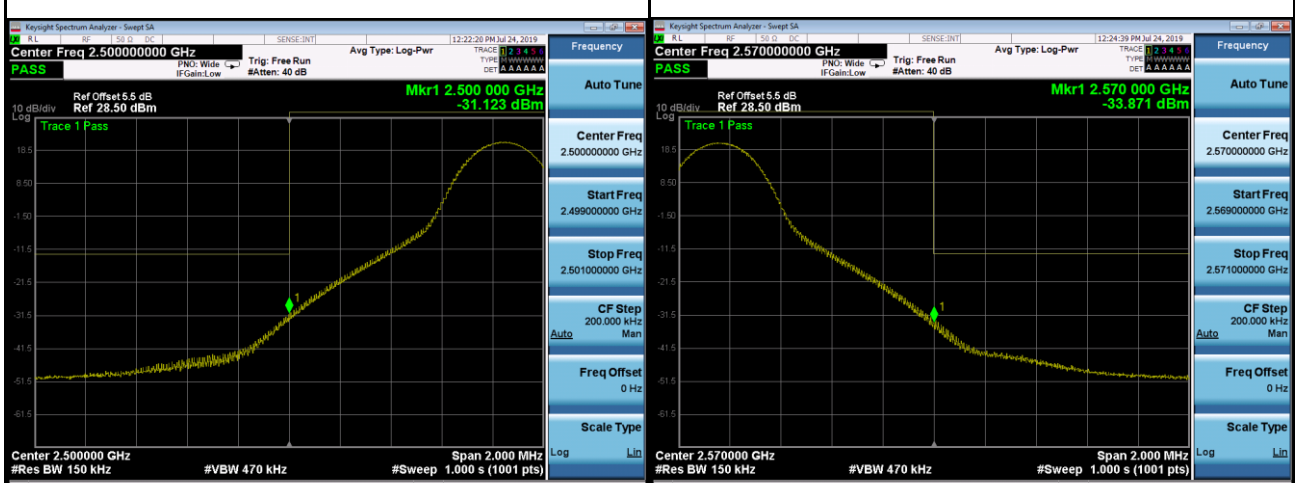 Keysight Spectrum Analyzer - Swept SA
RL RF 50 Ω DC SENSE:INT 12:22:20 PM Jul 24, 2019
Center Freq 2.500000000 GHz
PNO: Wide
IFGain:Low
Trig: Free Run
#Atten: 40 dB
Avg Type: Log-Pwr
TRACE 1 2 3 4 5 6
TYPE M WWWWW
DET A A A A A A
PASS
Ref Offset 5.5 dB
Mkr1 2.500 000 GHz
10 dB/div Ref 28.50 dBm
-31.123 dBm
Log
Trace 1 Pass
18.5
8.50
-1.50
-11.5
-21.5
-31.5
-41.5
-51.5
-61.5
1
Center 2.500000 GHz
Span 2.000 MHz
#Res BW 150 kHz
#VBW 470 kHz
#Sweep 1.000 s (1001 pts)
Frequency
Auto Tune
Center Freq
2.500000000 GHz
Start Freq
2.499000000 GHz
Stop Freq
2.501000000 GHz
CF Step
200.000 kHz
Auto Man
Freq Offset
0 Hz
Scale Type
Log Lin
Keysight Spectrum Analyzer - Swept SA
RL RF 50 Ω DC SENSE:INT 12:24:39 PM Jul 24, 2019
Center Freq 2.570000000 GHz
PNO: Wide
IFGain:Low
Trig: Free Run
#Atten: 40 dB
Avg Type: Log-Pwr
TRACE 1 2 3 4 5 6
TYPE M WWWWW
DET A A A A A A
PASS
Ref Offset 5.5 dB
Mkr1 2.570 000 GHz
10 dB/div Ref 28.50 dBm
-33.871 dBm
Log
Trace 1 Pass
18.5
8.50
-1.50
-11.5
-21.5
-31.5
-41.5
-51.5
-61.5
1
Center 2.570000 GHz
Span 2.000 MHz
#Res BW 150 kHz
#VBW 470 kHz
#Sweep 1.000 s (1001 pts)
Frequency
Auto Tune
Center Freq
2.570000000 GHz
Start Freq
2.569000000 GHz
Stop Freq
2.571000000 GHz
CF Step
200.000 kHz
Auto Man
Freq Offset
0 Hz
Scale Type
Log Lin